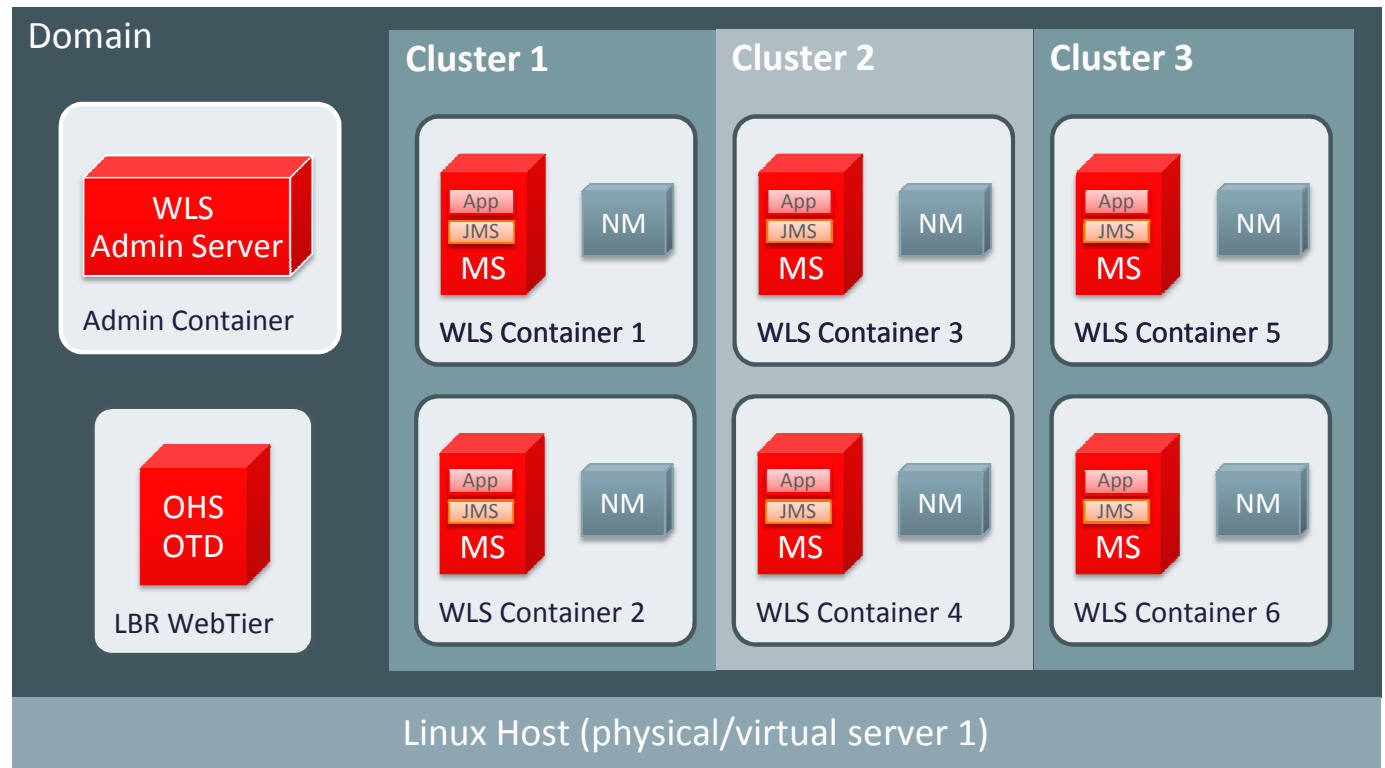 Domain
WLS
Admin Server
Admin Container
OHS
OTD
LBR WebTier
Cluster 1
App
JMS
MS
NM
WLS Container 1
App
JMS
MS
NM
WLS Container 2
Cluster 2
App
JMS
MS
NM
WLS Container 3
App
JMS
MS
NM
WLS Container 4
Cluster 3
App
JMS
MS
NM
WLS Container 5
App
JMS
MS
NM
WLS Container 6
Linux Host (physical/virtual server 1)